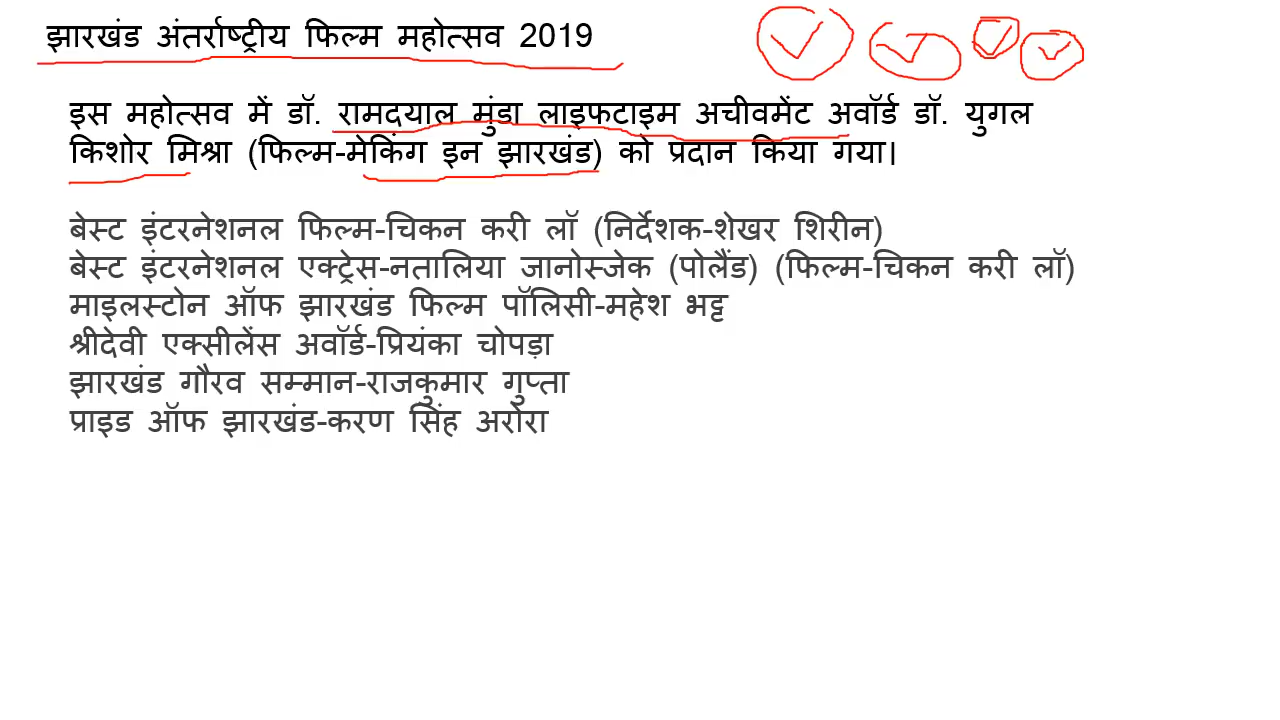 झारखंड अंतर्राष्ट्रीय फिल्म महोत्सव 2019
इस महोत्सव में डॉ. रामदयाल मुंडा लाइफटाइम अचीवमेंट अवॉर्ड डॉ. युगल
किशोर मिश्रा (फिल्म-मेकिंग इन झारखंड) को प्रदान किया गया।
बेस्ट इंटरनेशनल फिल्म-चिकन करी लॉ (निर्देशक-शेखर शिरीन)
बेस्ट इंटरनेशनल एक्ट्रेस-नतालिया जानोस्जेक (पोलैंड) (फिल्म-चिकन करी लॉ)
माइलस्टोन ऑफ झारखंड फिल्म पॉलिसी-महेश भट्ट
श्रीदेवी एक्सीलेंस अवॉर्ड-प्रियंका चोपड़ा
झारखंड गौरव सम्मान-राजकुमार गुप्ता
प्राइड ऑफ झारखंड-करण सिंह अरोरा